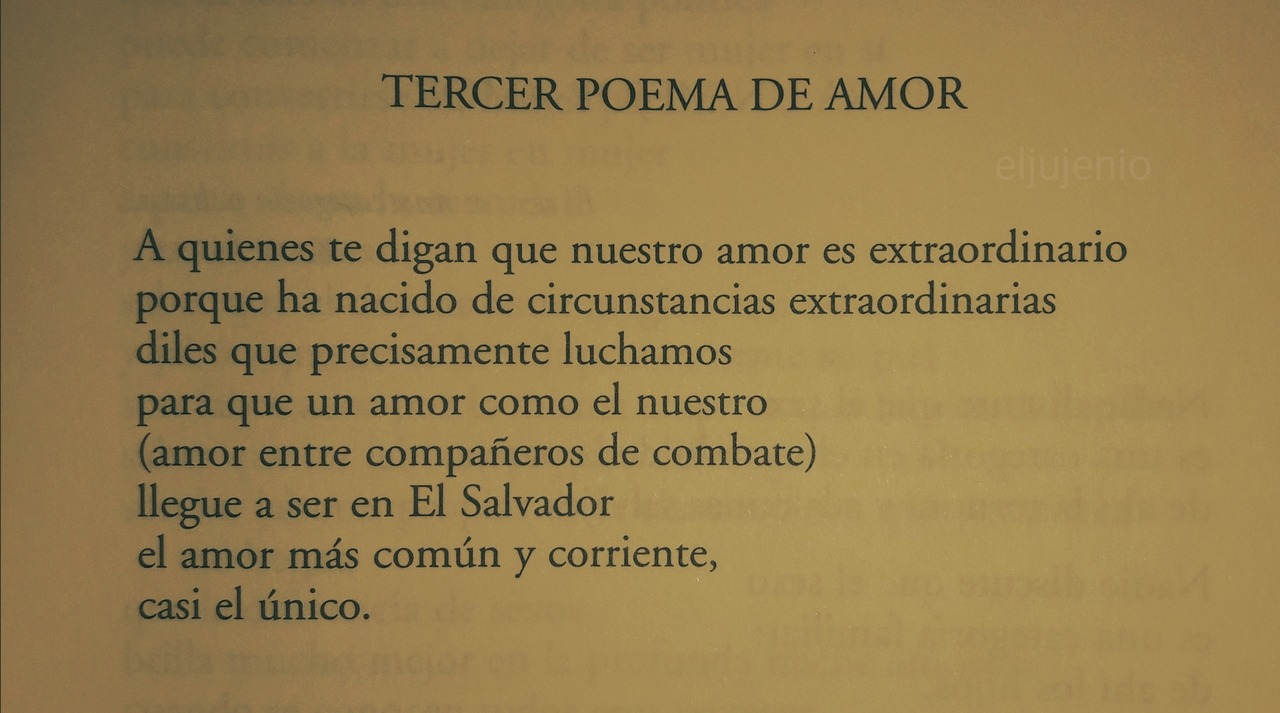 TERCER POEMA DE AMOR
eljujenio
A quienes te digan que nuestro amor es extraordinario
porque ha nacido de circunstancias extraordinarias
diles que precisamente luchamos
para que un amor como el nuestro
(amor entre compañeros de combate)
llegue a ser en El Salvador
el amor más común y corriente,
casi el único.